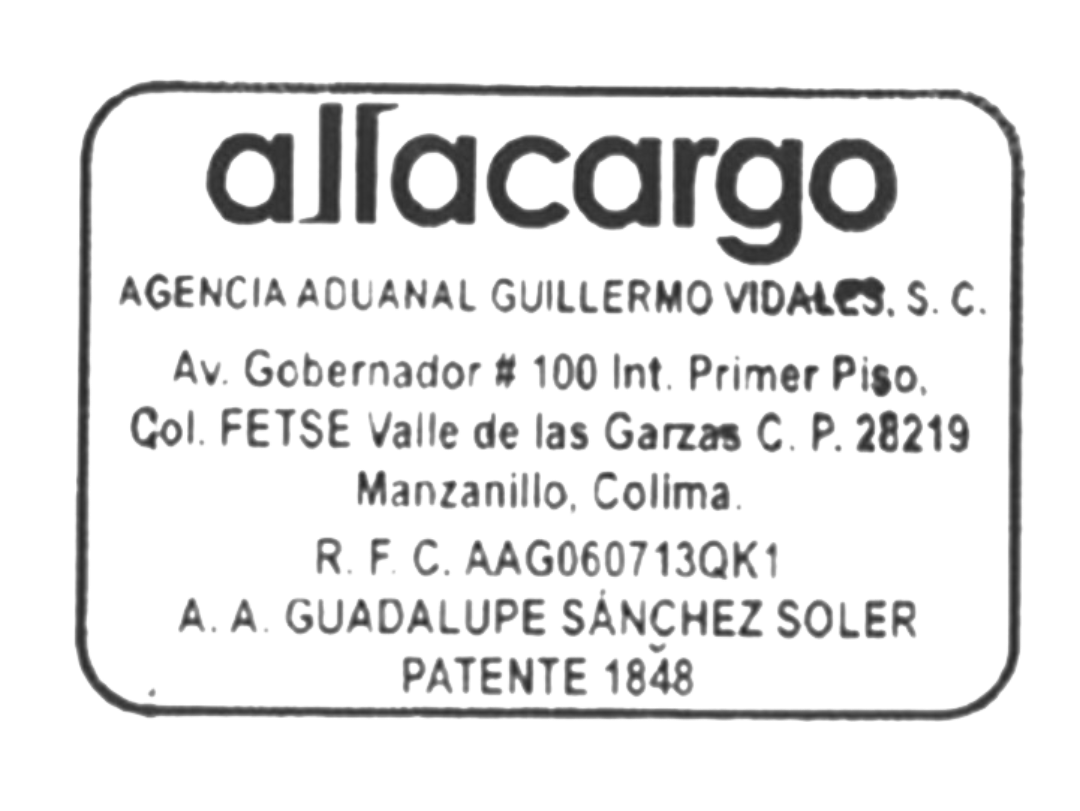 alfacargo
AGENCIA ADUANAL GUILLERMO VIDALES, S. C.
Av. Gobernador # 100 Int. Primer Piso,
Col. FETSE Valle de las Garzas C. P. 28219
Manzanillo, Colima.
R. F. C. AAG060713QK1
A. A. GUADALUPE SÁNCHEZ SOLER
PATENTE 1848